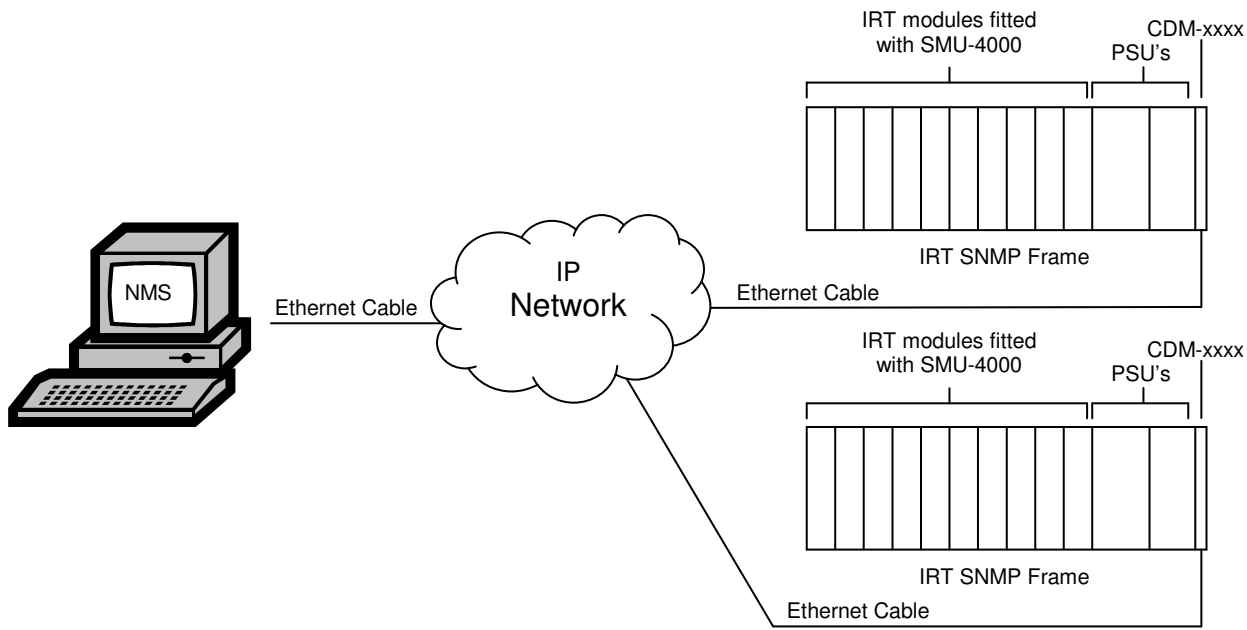 IRT modules fitted
with SMU-4000
CDM-xxxx
PSU's
IRT SNMP Frame
NMS
Ethernet Cable
IP
Network
Ethernet Cable
IRT modules fitted
with SMU-4000
CDM-xxxx
PSU's
IRT SNMP Frame
Ethernet Cable